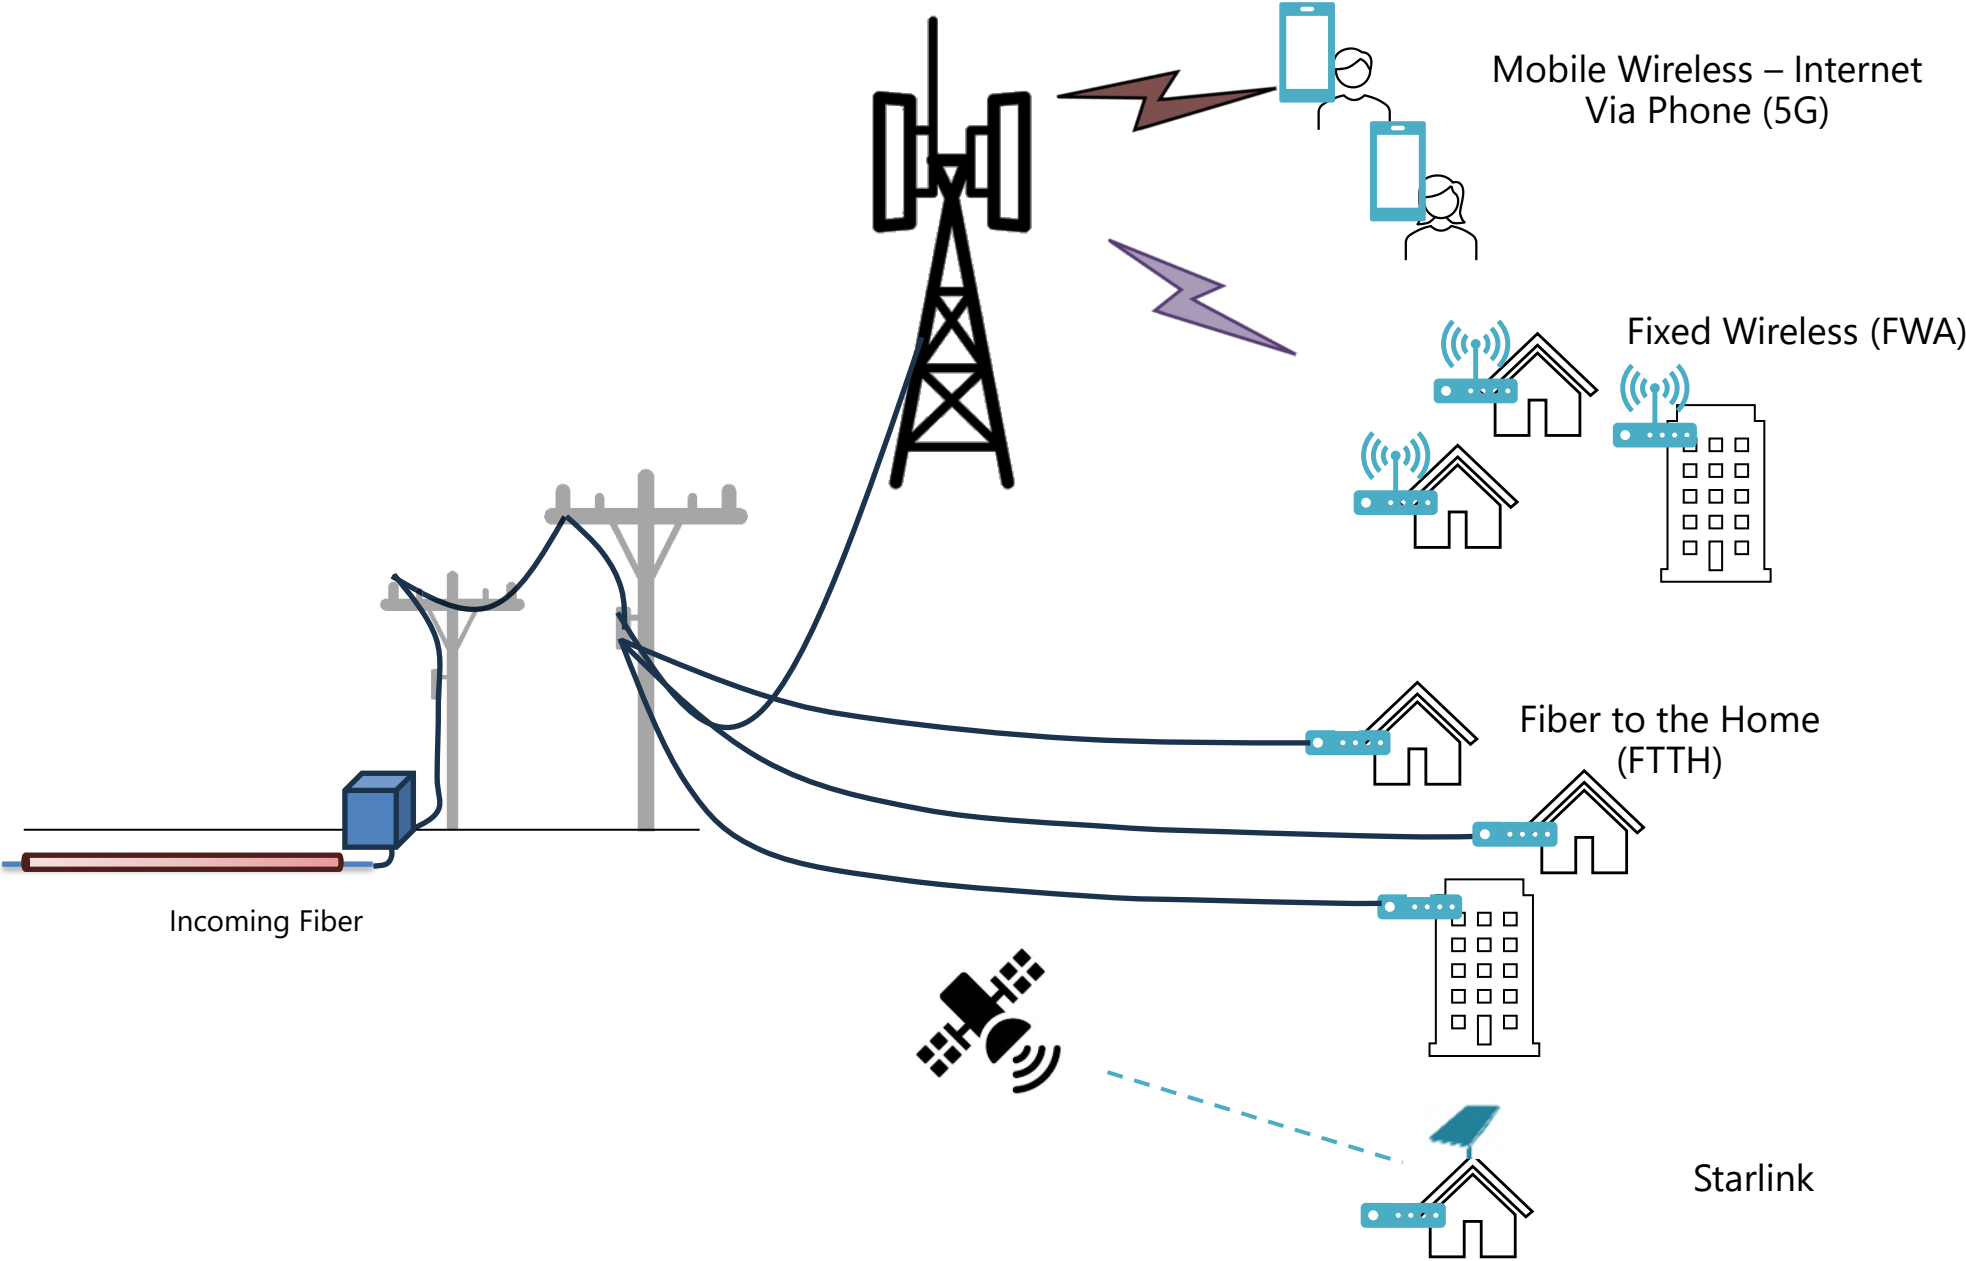 Mobile Wireless – Internet
Via Phone (5G)
Fixed Wireless (FWA)
Fiber to the Home
(FTTH)
Incoming Fiber
Starlink